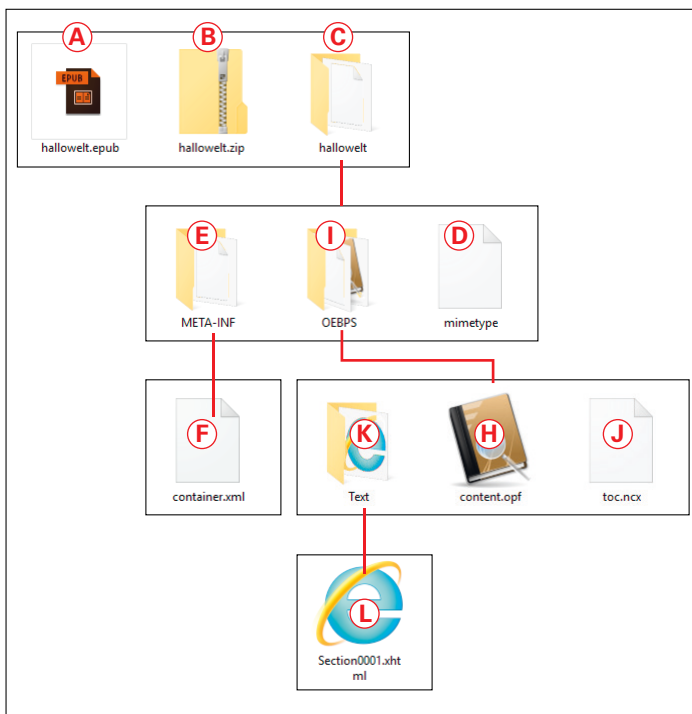 A
B
C
EPUB
hallowelt.epub
hallowelt.zip
hallowelt
E
I
D
META-INF
OEBPS
mimetype
F
K
H
J
container.xml
Text
content.opf
toc.ncx
L
Section0001.xht
ml